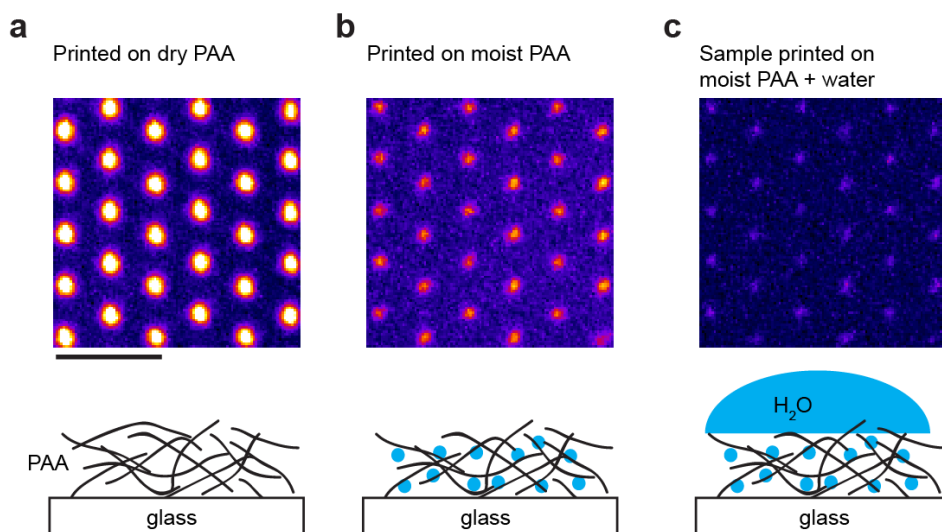 a
Printed on dry PAA
b
Printed on moist PAA
c
Sample printed on
moist PAA + water
PAA
glass
glass
H₂O
glass